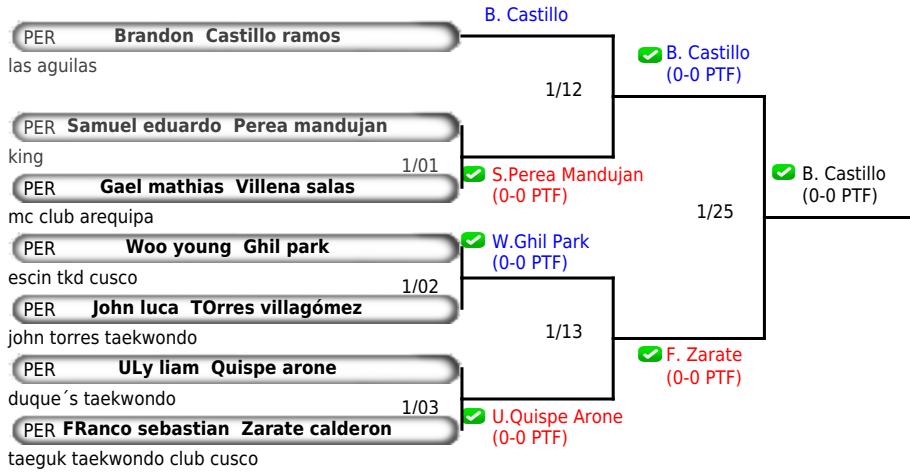 B. Castillo
PER Brandon Castillo ramos
las aguilas
B. Castillo
(0-0 PTF)
1/12
PER Samuel eduardo Perea mandujan
king
1/01
S.Perea Mandujan
(0-0 PTF)
PER Gael mathias Villena salas
mc club arequipa
B. Castillo
(0-0 PTF)
1/25
PER Woo young Ghil park
escin tkd cusco
W.Ghil Park
(0-0 PTF)
1/02
PER John luca TOrres villagómez
john torres taekwondo
1/13
PER ULy liam Quispe arone
duque´s taekwondo
F. Zarate
(0-0 PTF)
1/03
U.Quispe Arone
(0-0 PTF)
PER FRanco sebastian Zarate calderon
taeguk taekwondo club cusco